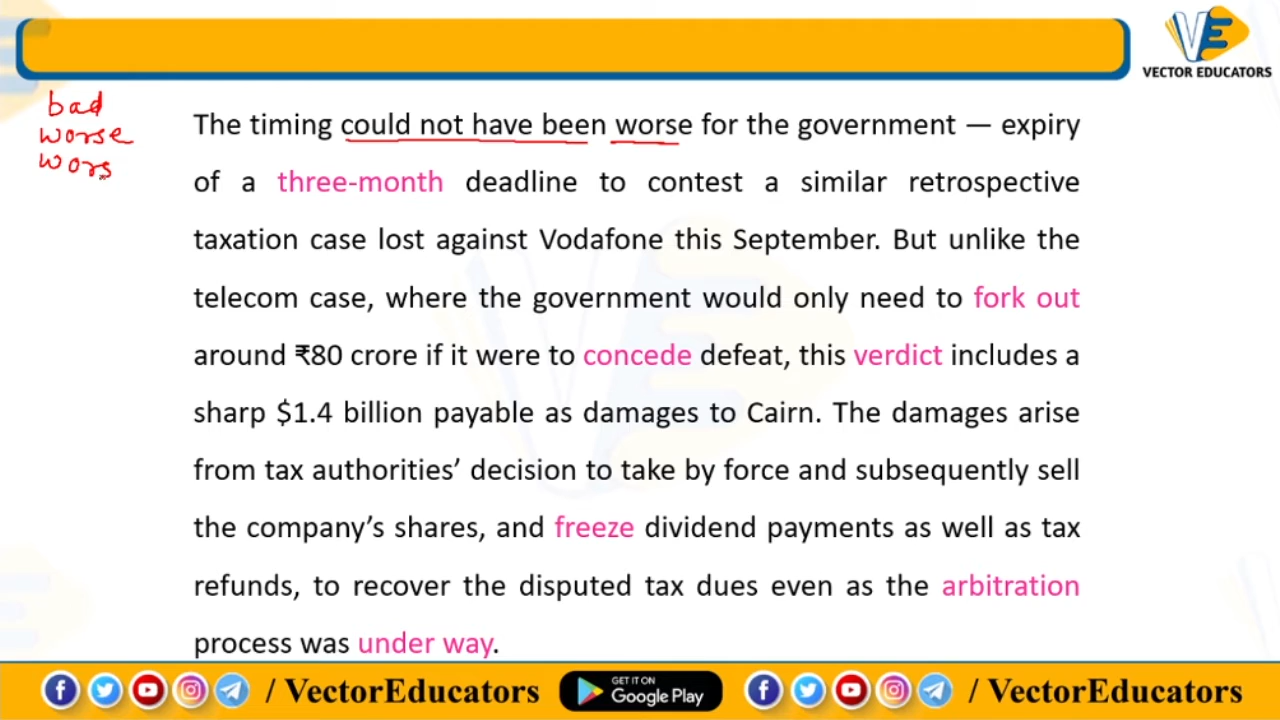 VE
VECTOR EDUCATORS
bad
worse
wors
The timing could not have been worse for the government — expiry
of a three-month deadline to contest a similar retrospective
taxation case lost against Vodafone this September. But unlike the
telecom case, where the government would only need to fork out
around ₹80 crore if it were to concede defeat, this verdict includes a
sharp $1.4 billion payable as damages to Cairn. The damages arise
from tax authorities’ decision to take by force and subsequently sell
the company’s shares, and freeze dividend payments as well as tax
refunds, to recover the disputed tax dues even as the arbitration
process was under way.
/ VectorEducators GET IT ON Google Play / VectorEducators